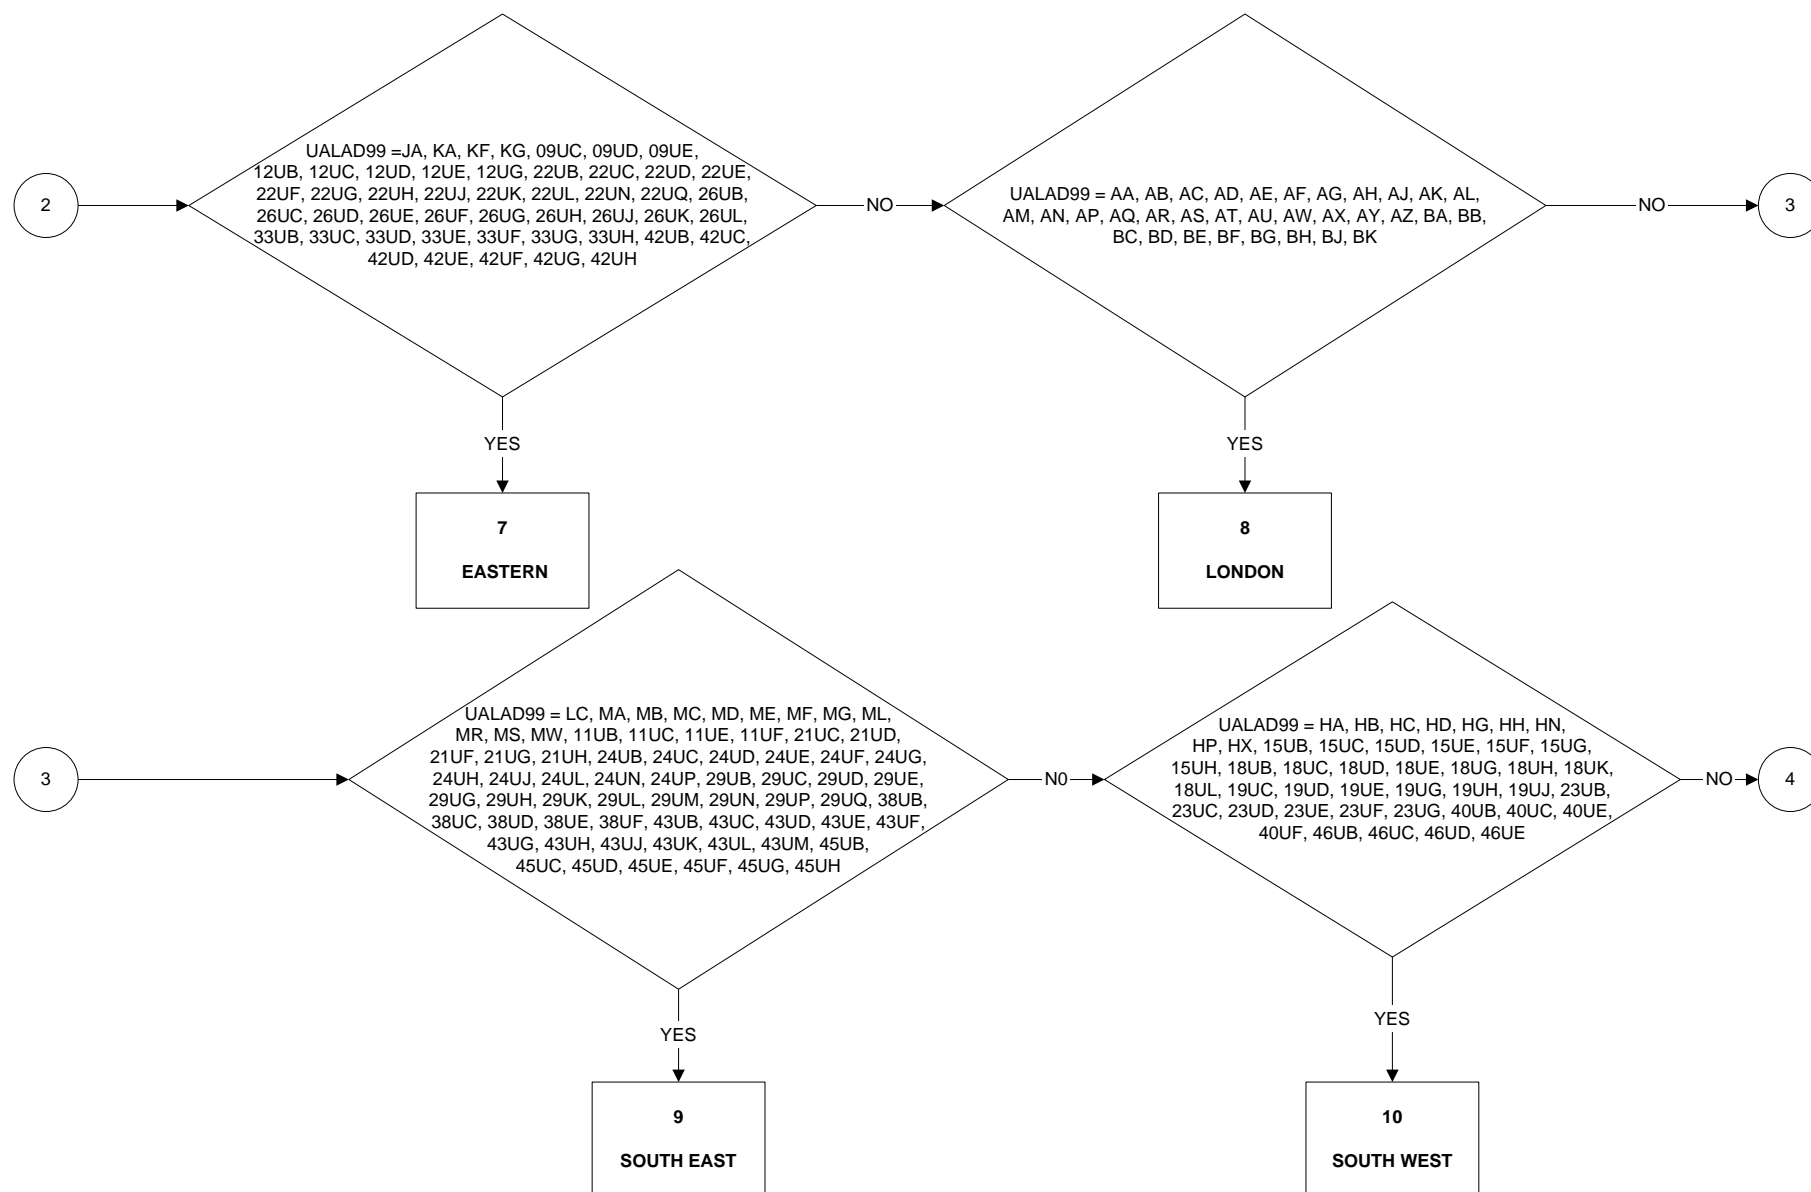 2
UALAD99 =JA, KA, KF, KG, 09UC, 09UD, 09UE,
12UB, 12UC, 12UD, 12UE, 12UG, 22UB, 22UC, 22UD, 22UE,
22UF, 22UG, 22UH, 22UJ, 22UK, 22UL, 22UN, 22UQ, 26UB,
26UC, 26UD, 26UE, 26UF, 26UG, 26UH, 26UJ, 26UK, 26UL,
33UB, 33UC, 33UD, 33UE, 33UF, 33UG, 33UH, 42UB, 42UC,
42UD, 42UE, 42UF, 42UG, 42UH
NO
UALAD99 = AA, AB, AC, AD, AE, AF, AG, AH, AJ, AK, AL,
AM, AN, AP, AQ, AR, AS, AT, AU, AW, AX, AY, AZ, BA, BB,
BC, BD, BE, BF, BG, BH, BJ, BK
NO
3
YES
YES
7
EASTERN
8
LONDON
3
UALAD99 = LC, MA, MB, MC, MD, ME, MF, MG, ML,
MR, MS, MW, 11UB, 11UC, 11UE, 11UF, 21UC, 21UD,
21UF, 21UG, 21UH, 24UB, 24UC, 24UD, 24UE, 24UF, 24UG,
24UH, 24UJ, 24UL, 24UN, 24UP, 29UB, 29UC, 29UD, 29UE,
29UG, 29UH, 29UK, 29UL, 29UM, 29UN, 29UP, 29UQ, 38UB,
38UC, 38UD, 38UE, 38UF, 43UB, 43UC, 43UD, 43UE, 43UF,
43UG, 43UH, 43UJ, 43UK, 43UL, 43UM, 45UB,
45UC, 45UD, 45UE, 45UF, 45UG, 45UH
N0
UALAD99 = HA, HB, HC, HD, HG, HH, HN,
HP, HX, 15UB, 15UC, 15UD, 15UE, 15UF, 15UG,
15UH, 18UB, 18UC, 18UD, 18UE, 18UG, 18UH, 18UK,
18UL, 19UC, 19UD, 19UE, 19UG, 19UH, 19UJ, 23UB,
23UC, 23UD, 23UE, 23UF, 23UG, 40UB, 40UC, 40UE,
40UF, 46UB, 46UC, 46UD, 46UE
NO
4
YES
YES
9
SOUTH EAST
10
SOUTH WEST